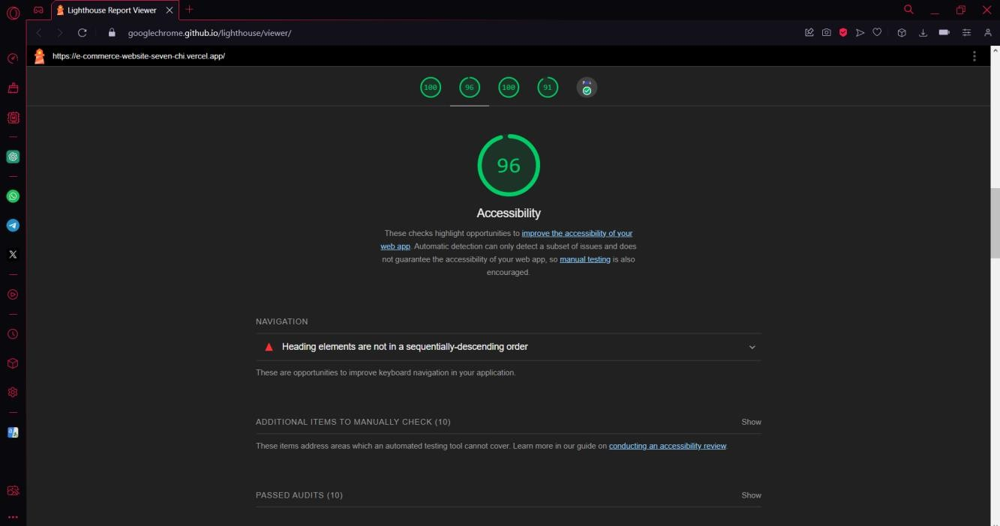 Lighthouse Report Viewer
googlechrome.github.io/lighthouse/viewer/
https://e-commerce-website-seven-chi.vercel.app/
100
96
100
91
96
Accessibility
These checks highlight opportunities to improve the accessibility of your
web app. Automatic detection can only detect a subset of issues and does
not guarantee the accessibility of your web app, so manual testing is also
encouraged.
NAVIGATION
Heading elements are not in a sequentially-descending order
These are opportunities to improve keyboard navigation in your application.
ADDITIONAL ITEMS TO MANUALLY CHECK (10)
Show
These items address areas which an automated testing tool cannot cover. Learn more in our guide on conducting an accessibility review.
PASSED AUDITS (10)
Show